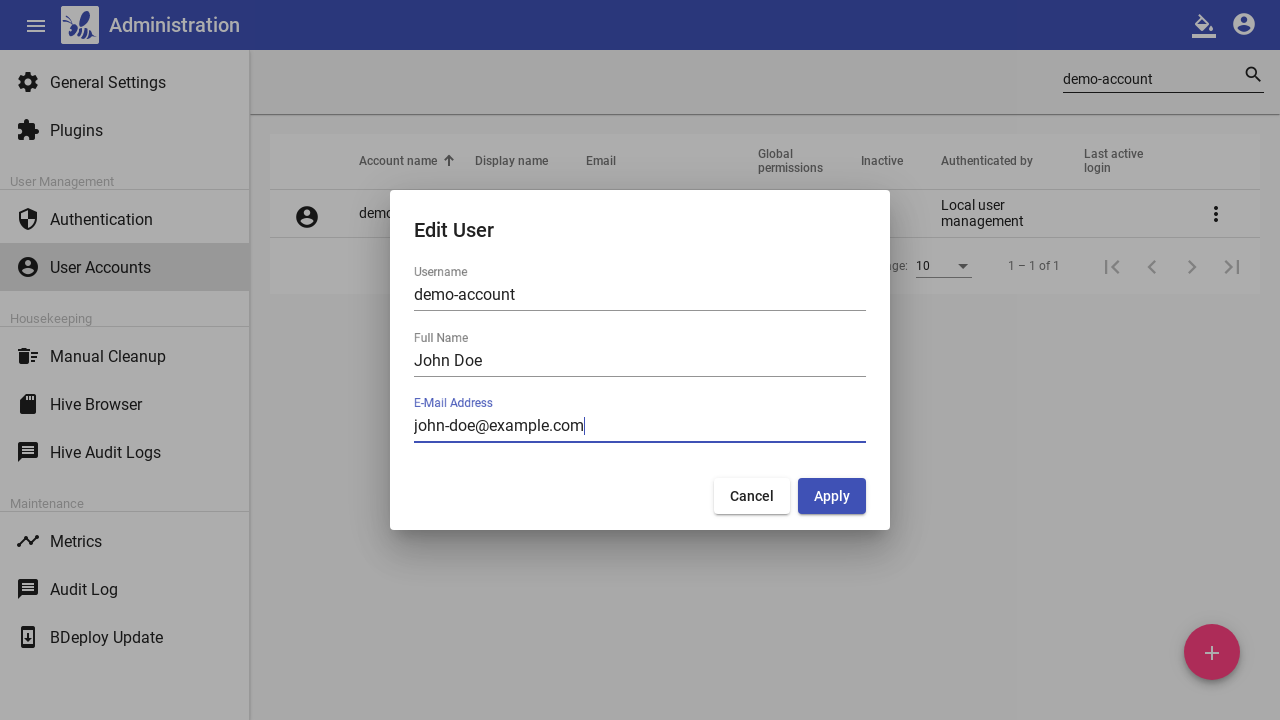 Administration
General Settings
Plugins
User Management
Authentication
User Accounts
Housekeeping
Manual Cleanup
Hive Browser
Hive Audit Logs
Maintenance
Metrics
Audit Log
BDeploy Update
demo-account
Account name
Display name
Email
Global
permissions
Inactive
Authenticated by
Last active
login
Local user
management
10
1 – 1 of 1
Edit User
Username
demo-account
Full Name
John Doe
E-Mail Address
john-doe@example.com
Cancel
Apply